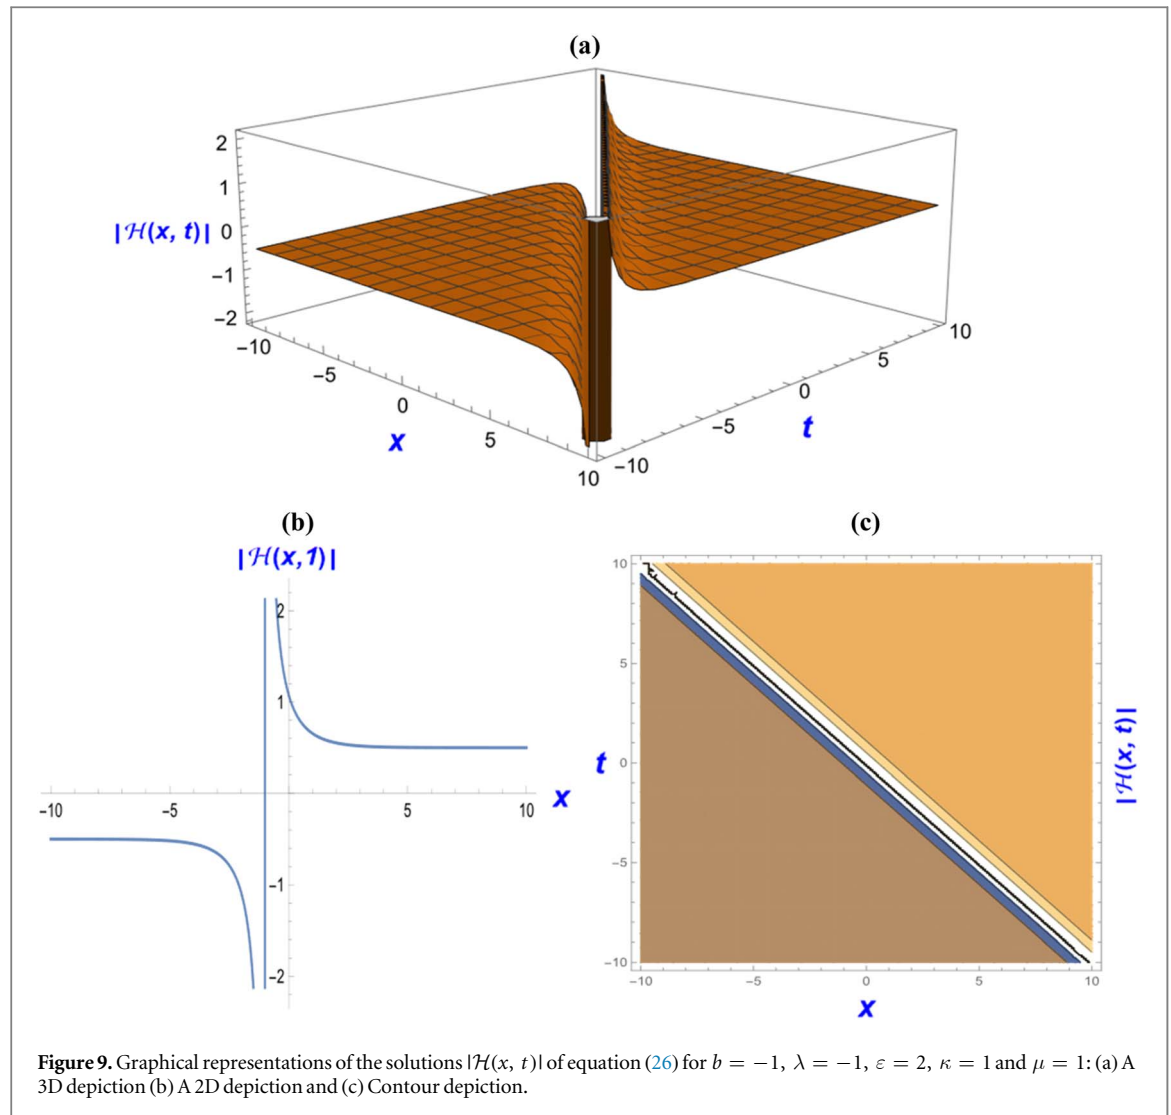 (a)
2
1
|ℋ(x, t)| 0
−1
−2
−10
−5
0
5
10
x
−10
−5
0
5
10
t
(b)
|ℋ(x,1)|
2
1
−10 −5 5 10 x
−1
−2
(c)
10
5
t 0
−5
−10
−10 −5 0 5 10
x
|ℋ(x, t)|
Figure 9. Graphical representations of the solutions |ℋ(x, t)| of equation (26) for b = −1, λ = −1, ε = 2, κ = 1 and μ = 1: (a) A
3D depiction (b) A 2D depiction and (c) Contour depiction.